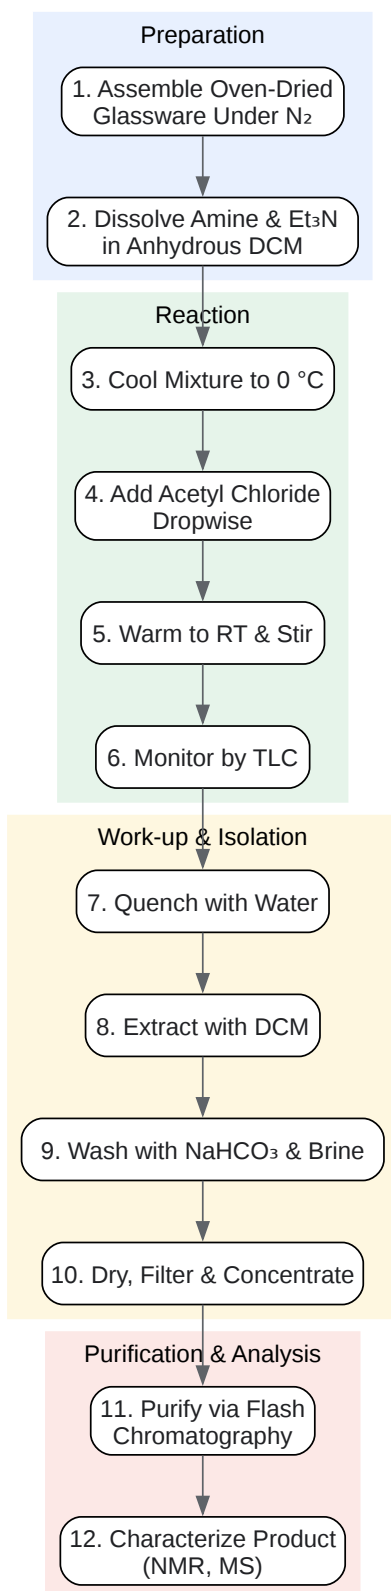 Preparation
1. Assemble Oven-Dried
Glassware Under N₂
2. Dissolve Amine & Et₃N
in Anhydrous DCM
Reaction
3. Cool Mixture to 0 °C
4. Add Acetyl Chloride
Dropwise
5. Warm to RT & Stir
6. Monitor by TLC
Work-up & Isolation
7. Quench with Water
8. Extract with DCM
9. Wash with NaHCO₃ & Brine
10. Dry, Filter & Concentrate
Purification & Analysis
11. Purify via Flash
Chromatography
12. Characterize Product
(NMR, MS)